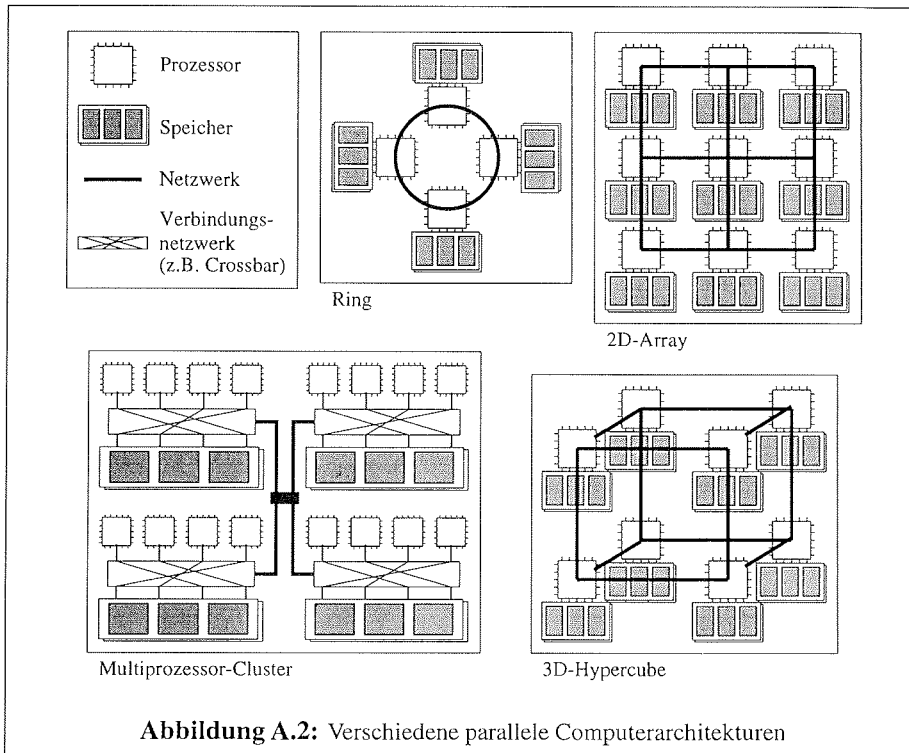 Prozessor
Speicher
Netzwerk
Verbindungs-
netzwerk
(z.B. Crossbar)
Ring
2D-Array
Multiprozessor-Cluster
3D-Hypercube
Abbildung A.2: Verschiedene parallele Computerarchitekturen